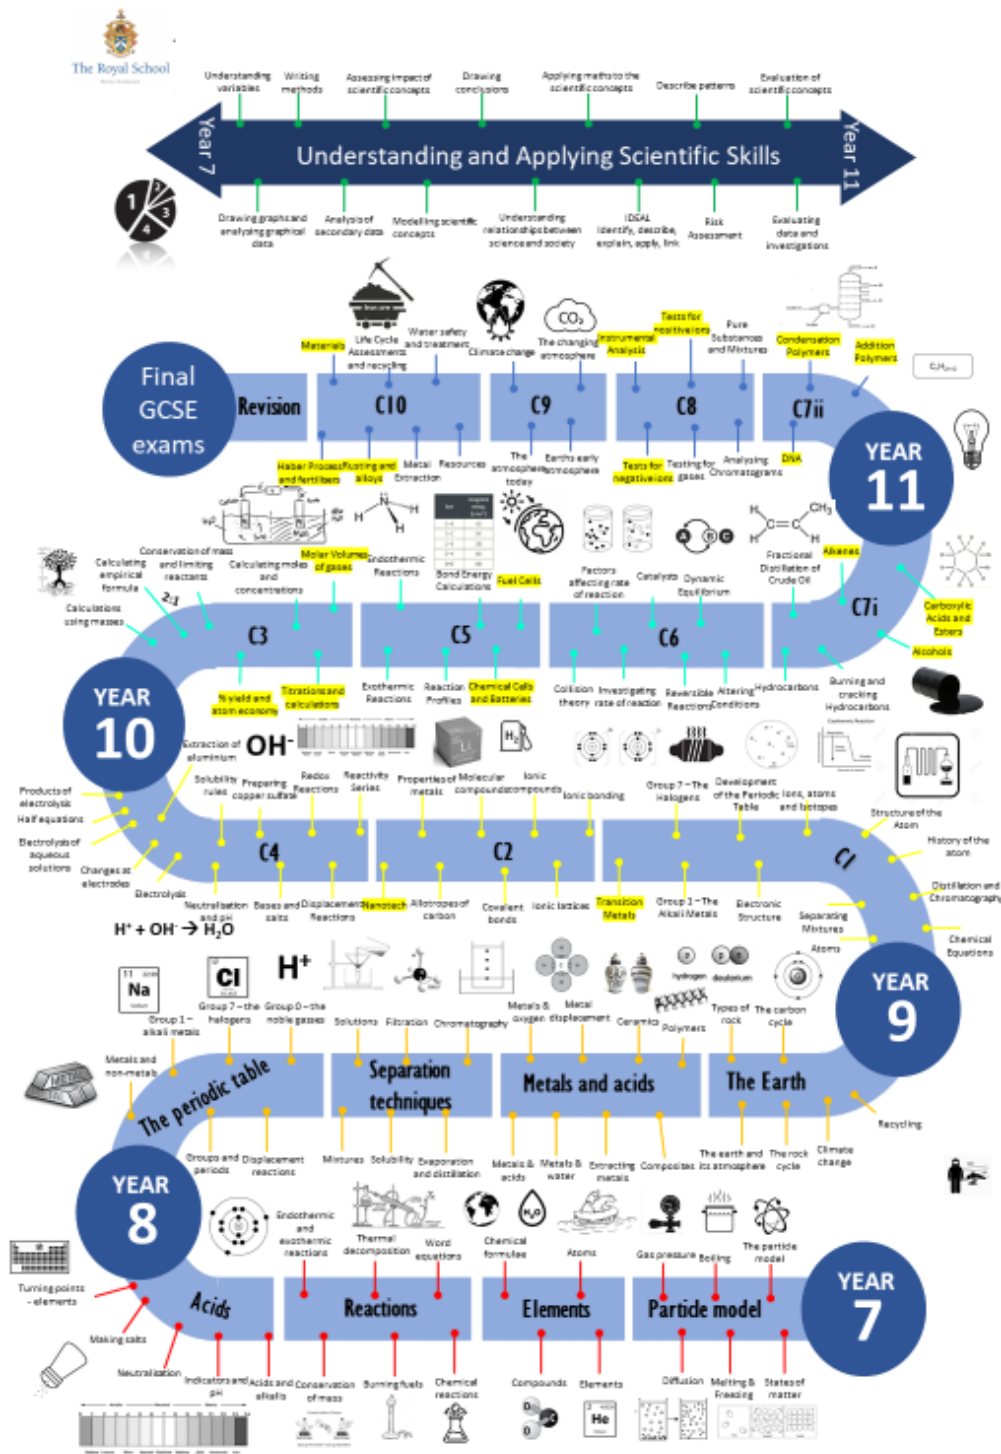 The Royal School
Understanding
variables
Writing
methods
Assessing impact of
scientific concepts
Drawing
conclusions
Applying maths to the
scientific concepts
Describe patterns
Evaluation of
scientific concepts
Year 7
Understanding and Applying Scientific Skills
Year 11
Drawing graphs and
analysing graphical
data
Analysis of
secondary data
Modelling scientific
concepts
Understanding
relationships between
science and society
IDEAL
Identify, describe,
explain, apply, link
Risk
Assessment
Evaluating
data and
investigations
1
2
3
4
Materials
Life Cycle
Assessments
and recycling
Water safety
and treatment
Climate change
CO₂
The changing
atmosphere
Instrumental
Analysis
Tests for
positive ions
Pure
Substances
and Mixtures
Condensation
Polymers
Addition
Polymers
Final
GCSE
exams
Revision
C10
C9
C8
C7ii
YEAR
11
Haber Process
and fertilisers
Rusting and
alloys
Metal
Extraction
Resources
The
atmosphere
today
Earths early
atmosphere
Tests for
negative ions
Testing for
gases
Analysing
Chromatograms
DNA
Calculating
empirical
formula
Conservation of mass
and limiting
reactants
Calculating moles
and
concentrations
Molar Volumes
of gases
Endothermic
Reactions
Bond Energy
Calculations
Fuel Cells
Factors
affecting rate
of reaction
Catalysts
Dynamic
Equilibrium
Fractional
Distillation of
Crude Oil
Alkenes
CH₃
Calculations
using masses
2:1
C3
C5
C6
C7i
Carboxylic
Acids and
Esters
Alcohols
YEAR
10
% yield and
atom economy
Titrations and
calculations
Exothermic
Reactions
Reaction
Profiles
Chemical Cells
and Batteries
Collision
theory
Investigating
rate of reaction
Reversible
Reactions
Altering
Conditions
Hydrocarbons
Burning and
cracking
Hydrocarbons
Extraction of
aluminium
OH⁻
Li
H₂
Products of
electrolysis
Half equations
Electrolysis of
aqueous
solutions
Changes at
electrodes
Electrolysis
Solubility
rules
Preparing
copper sulfate
Redox
Reactions
Reactivity
Series
Properties of
metals
Molecular
compounds
Ionic
compounds
Ionic bonding
Group 7 – The
Halogens
Development
of the Periodic
Table
Ions, atoms
and Isotopes
Structure of the
Atom
History of the
atom
Distillation and
Chromatography
Chemical
Equations
C4
C2
C1
Neutralisation
and pH
Bases and
salts
Displacement
Reactions
Nanotech
Allotropes of
carbon
Covalent
bonds
Ionic lattices
Transition
Metals
Group 1 – The
Alkali Metals
Electronic
Structure
Separating
Mixtures
Atoms
H⁺ + OH⁻ → H₂O
11
Na
Cl
H⁺
hydrogen
deuterium
YEAR
9
Metals and
non-metals
Group 1 –
alkali metals
Group 7 – the
halogens
Group 0 – the
noble gasses
Solutions
Filtration
Chromatography
Metals &
oxygen
Metal
displacement
Ceramics
Polymers
Types of
rock
The carbon
cycle
The periodic table
Separation
techniques
Metals and acids
The Earth
Recycling
Groups and
periods
Displacement
reactions
Mixtures
Solubility
Evaporation
and distillation
Metals &
acids
Metals &
water
Extracting
metals
Composites
The earth and
its atmosphere
The rock
cycle
Climate
change
YEAR
8
Endothermic
and
exothermic
reactions
Thermal
decomposition
Word
equations
Chemical
formulae
H₂O
Atoms
Gas pressure
Boiling
The particle
model
Turning points
- elements
Making salts
Neutralisation
Acids
Reactions
Elements
Particle model
YEAR
7
Indicators and
pH
Acids and
alkalis
Conservation
of mass
Burning fuels
Chemical
reactions
Compounds
Elements
Diffusion
Melting &
Freezing
States of
matter
He